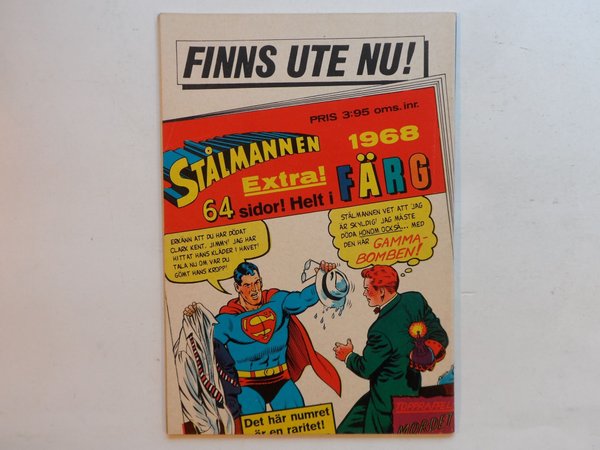 FINNS UTE NU!
PRIS 3:95 oms.inr.
STÅLMANNEN
1968
Extra!
64 sidor! Helt i FÄRG
ERKÄNN ATT DU HAR DÖDAT
CLARK KENT, JIMMY! JAG HAR
HITTAT HANS KLÄDER I HAVET!
TALA NU OM VAR DU
GÖMT HANS KROPP!
STÅLMANNEN VET ATT JAG
ÄR SKYLDIG! JAG MÅSTE
DÖDA HONOM OCKSÅ... MED
DEN HÄR GAMMA-
BOMBEN!
S
Det här numret
är en raritet!
MORDET